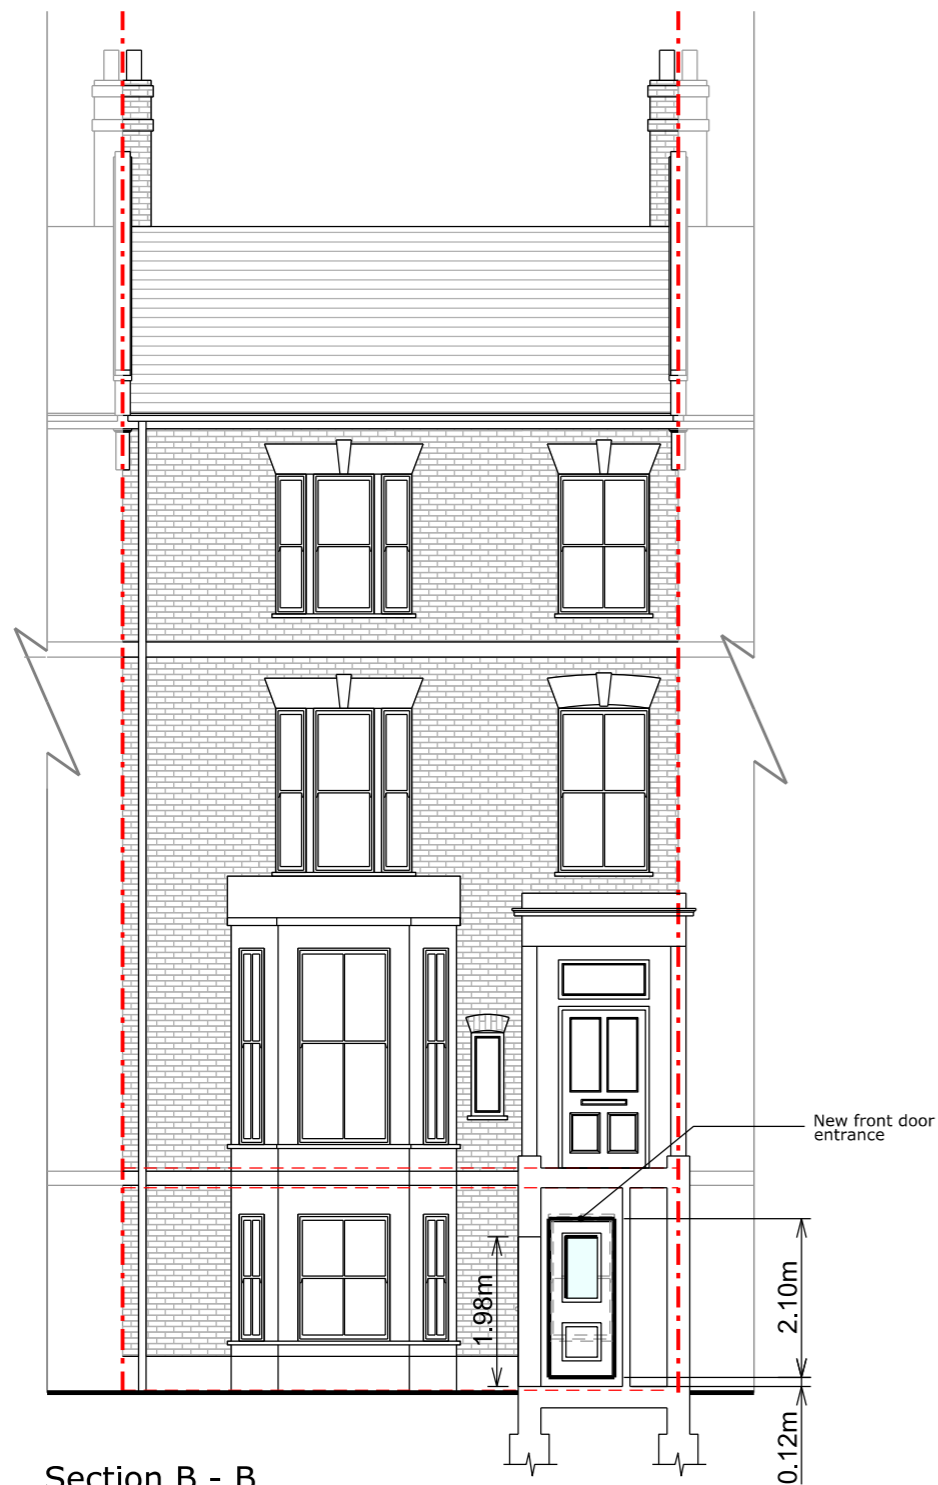 New front door
entrance
1.98m
2.10m
0.12m
Section B - B